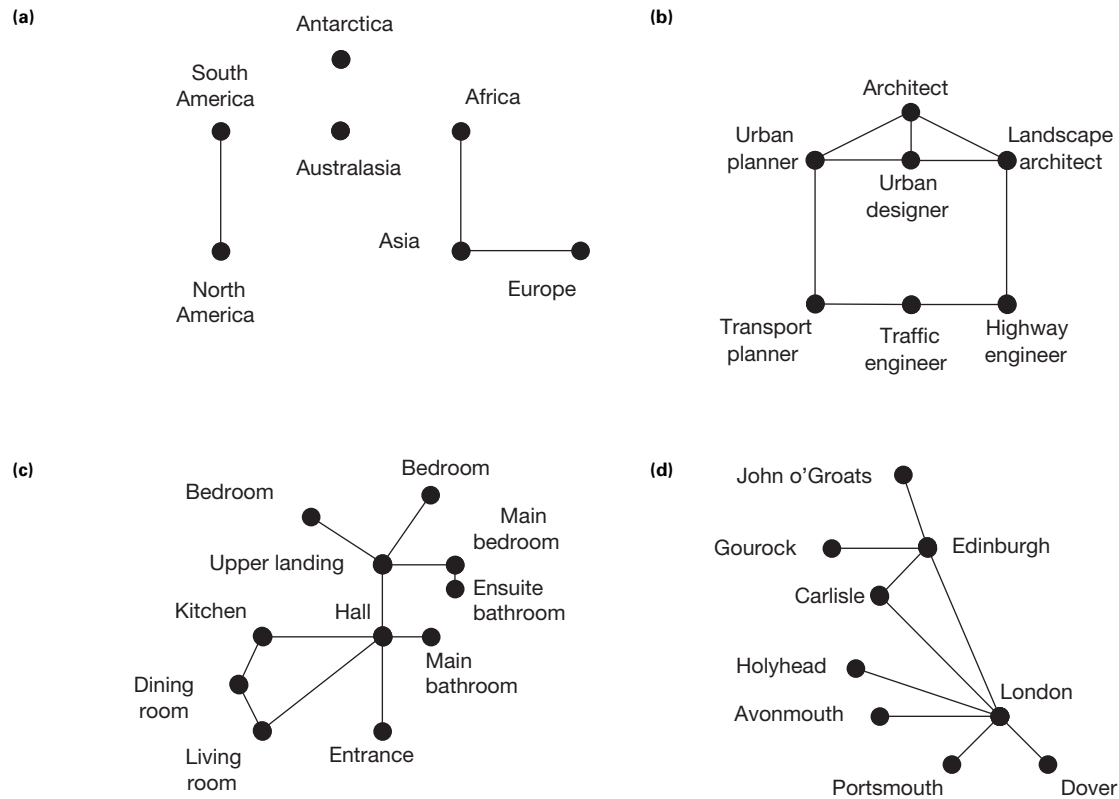 (a)
Antarctica
South
America
Africa
Australasia
Asia
North
America
Europe
(b)
Architect
Urban
planner
Landscape
architect
Urban
designer
Transport
planner
Traffic
engineer
Highway
engineer
(c)
Bedroom
Bedroom
Main
bedroom
Upper landing
Ensuite
bathroom
Kitchen
Hall
Main
bathroom
Dining
room
Living
room
Entrance
(d)
John o’Groats
Gourock
Edinburgh
Carlisle
Holyhead
London
Avonmouth
Portsmouth
Dover